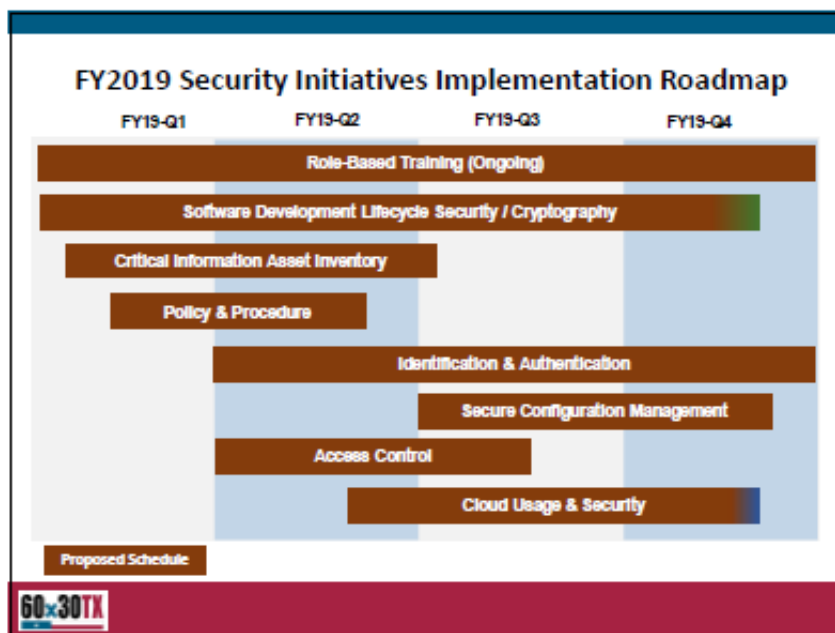 FY2019 Security Initiatives Implementation Roadmap
FY19-Q1 FY19-Q2 FY19-Q3 FY19-Q4
Role-Based Training (Ongoing)
Software Development Lifecycle Security / Cryptography
Critical Information Asset Inventory
Policy & Procedure
Identification & Authentication
Secure Configuration Management
Access Control
Cloud Usage & Security
Proposed Schedule
60x30TX